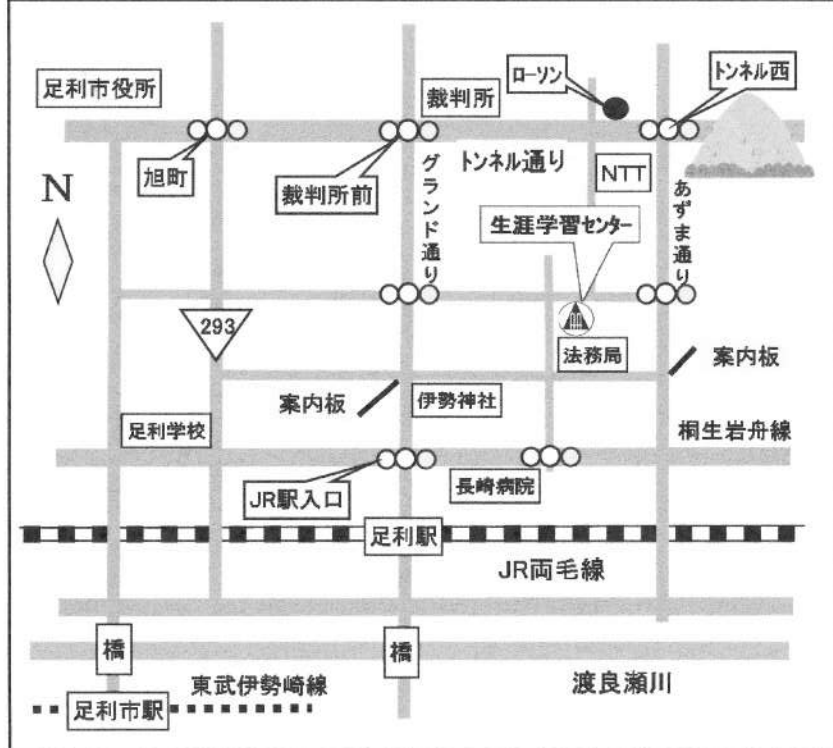 足利市役所
裁判所
ローソン
トンネル西
旭町
裁判所前
グランド通り
トンネル通り
NTT
あずま通り
N
生涯学習センター
293
法務局
案内板
案内板
伊勢神社
足利学校
桐生岩舟線
JR駅入口
長崎病院
足利駅
JR両毛線
橋
橋
東武伊勢崎線
渡良瀬川
足利市駅